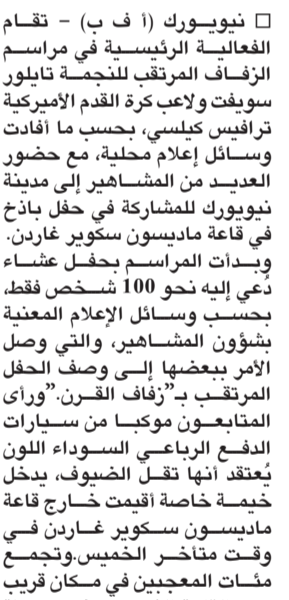 □ نيويورك (أ ف ب) – تقام
الفعالية الرئيسية في مراسم
الزفاف المرتقب للنجمة تايلور
سويفت ولاعب كرة القدم الأميركية
ترافيس كيلسي، بحسب ما أفادت
وسائل إعلام محلية، مع حضور
العديد من المشاهير إلى مدينة
نيويورك للمشاركة في حفل باذخ
في قاعة ماديسون سكوير غاردن.
وبدأت المراسم بحفل عشاء
دُعي إليه نحو 100 شخص فقط،
بحسب وسائل الإعلام المعنية
بشؤون المشاهير، والتي وصل
الأمر ببعضها إلى وصف الحفل
المرتقب بـ”زفاف القرن.”ورأى
المتابعون موكبا من سيارات
الدفع الرباعي السوداء اللون
يُعتقد أنها تقل الضيوف، يدخل
خيمة خاصة أقيمت خارج قاعة
ماديسون سكوير غاردن في
وقت متأخر الخميس.وتجمع
مئات المعجبين في مكان قريب